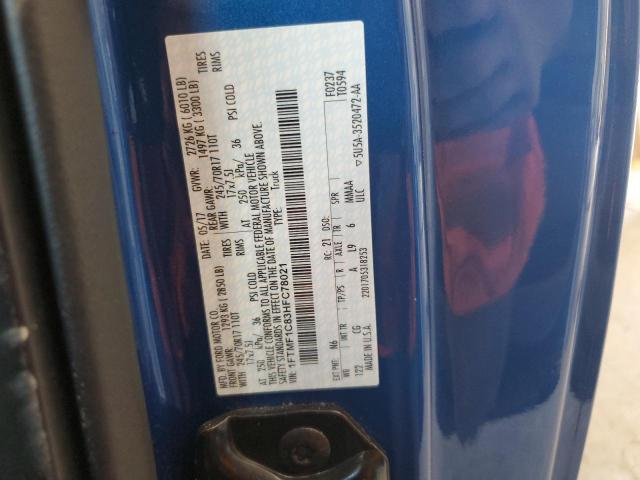 MFD. BY FORD MOTOR CO.
DATE: 05/17 GVWR: 2726 KG ( 6010 LB)
FRONT GAWR: 1293 KG ( 2850 LB) REAR GAWR: 1497 KG ( 3300 LB)
WITH 245/70R17 110T TIRES WITH 245/70R17 110T TIRES
17x7.5J RIMS 17x7.5J RIMS
AT 250 kPa/ 36 PSI COLD AT 250 kPa/ 36 PSI COLD
THIS VEHICLE CONFORMS TO ALL APPLICABLE FEDERAL MOTOR VEHICLE
SAFETY STANDARDS IN EFFECT ON THE DATE OF MANUFACTURE SHOWN ABOVE.
VIN: 1FTMF1C83HFC78021 TYPE: Truck
F0237
T0594
EXT PNT: N6 RC: 21 DSO:
WB INT TR TP/PS R AXLE TR SPR
122 CG A L9 6 MMAA
ULC
MADE IN U.S.A. 2201705318253
▽5U5A-3520472-AA